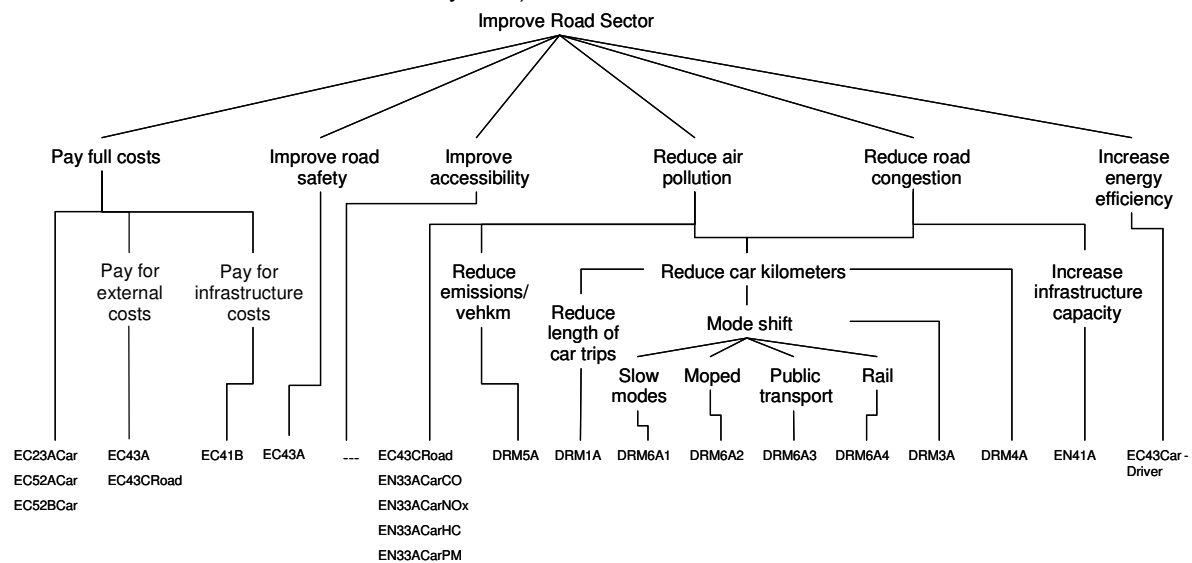 Improve Road Sector
Pay full costs
Improve road
safety
Improve
accessibility
Reduce air
pollution
Reduce road
congestion
Increase
energy
efficiency
Pay for
external
costs
Pay for
infrastructure
costs
Reduce
emissions/
vehkm
Reduce car kilometers
Increase
infrastructure
capacity
Reduce
length of
car trips
Mode shift
Slow
modes
Moped
Public
transport
Rail
EC23ACar
EC52ACar
EC52BCar
EC43A
EC43CRoad
EC41B
EC43A
---
EC43CRoad
EN33ACarCO
EN33ACarNOx
EN33ACarHC
EN33ACarPM
DRM5A
DRM1A
DRM6A1
DRM6A2
DRM6A3
DRM6A4
DRM3A
DRM4A
EN41A
EC43Car -
Driver